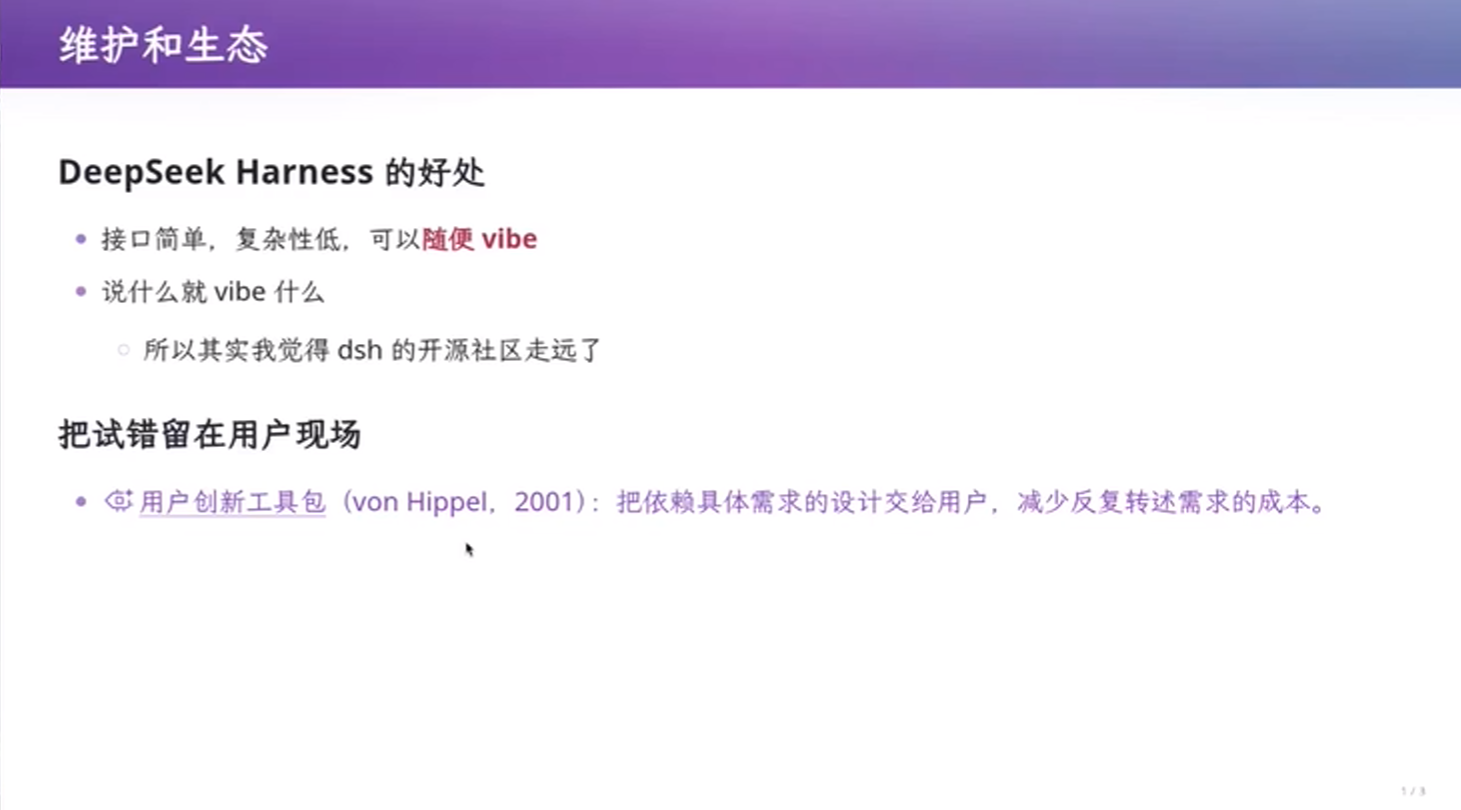 维护和生态
DeepSeek Harness 的好处
接口简单，复杂性低，可以随便 vibe
说什么就 vibe 什么
所以其实我觉得 dsh 的开源社区走远了
把试错留在用户现场
用户创新工具包（von Hippel，2001）：把依赖具体需求的设计交给用户，减少反复转述需求的成本。
1 / 3